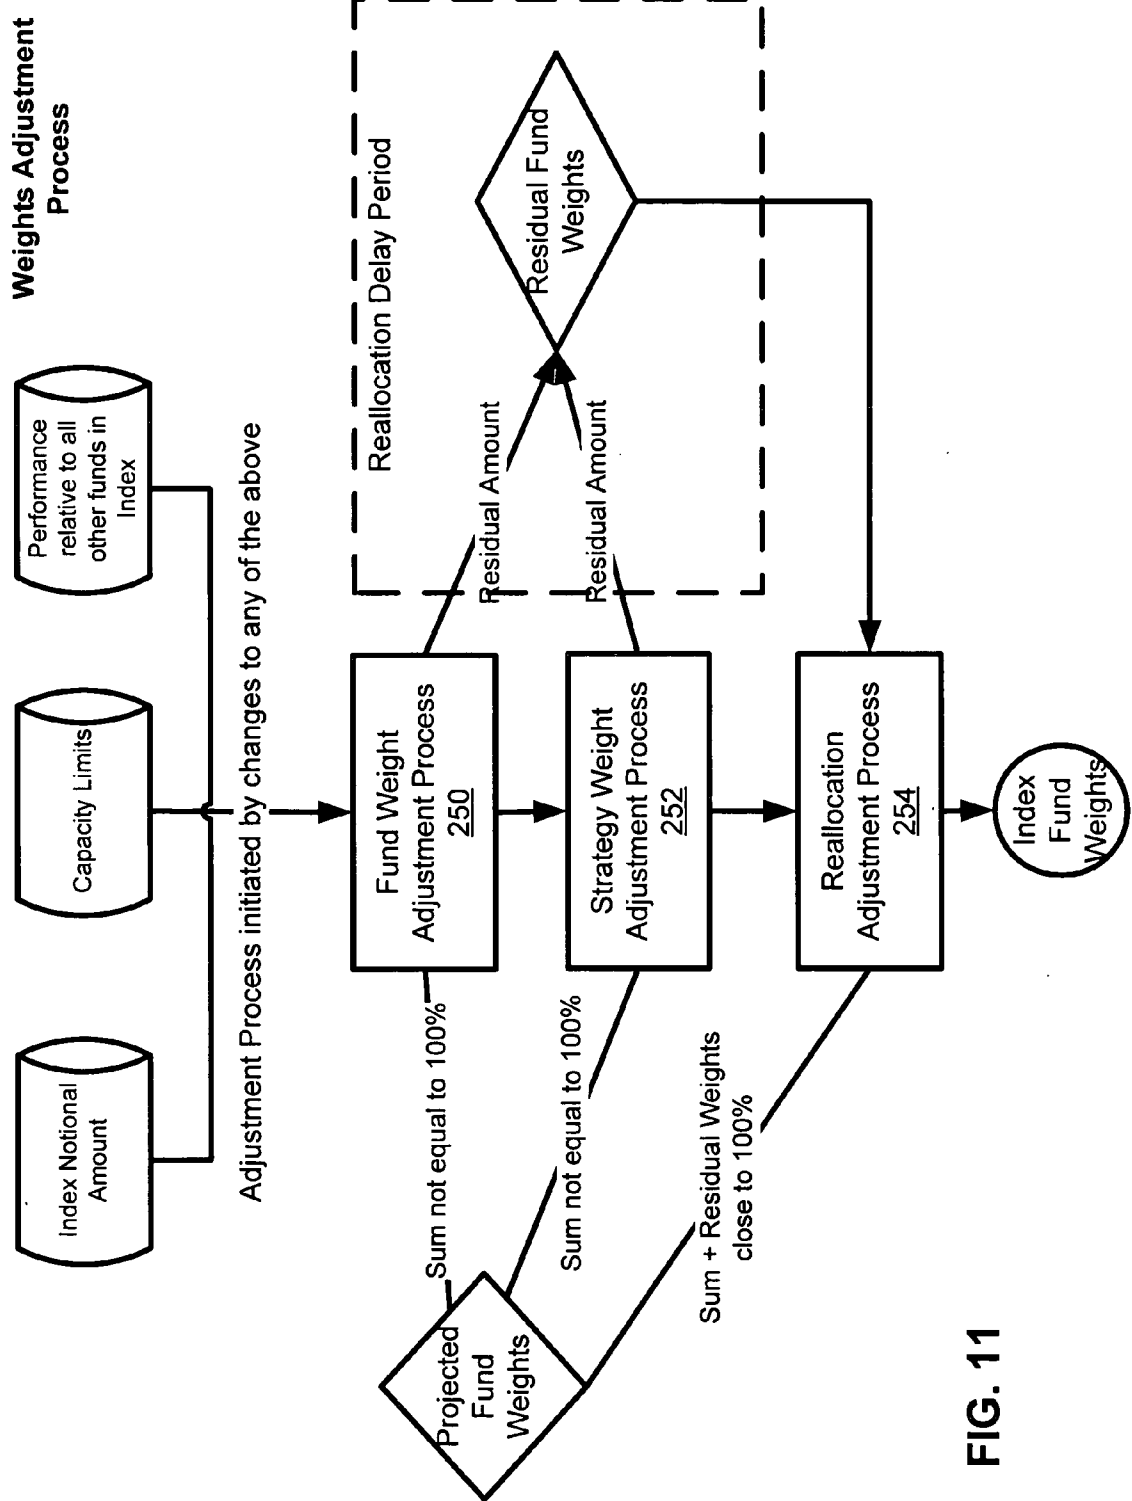 Weights Adjustment
Process
Index Notional
Amount
Capacity Limits
Performance
relative to all
other funds in
Index
Adjustment Process initiated by changes to any of the above
Reallocation Delay Period
Projected
Fund
Weights
Sum not equal to 100%
Fund Weight
Adjustment Process
250
Residual Amount
Residual Fund
Weights
Sum not equal to 100%
Strategy Weight
Adjustment Process
252
Residual Amount
Sum + Residual Weights
close to 100%
Reallocation
Adjustment Process
254
Index
Fund
Weights
FIG. 11